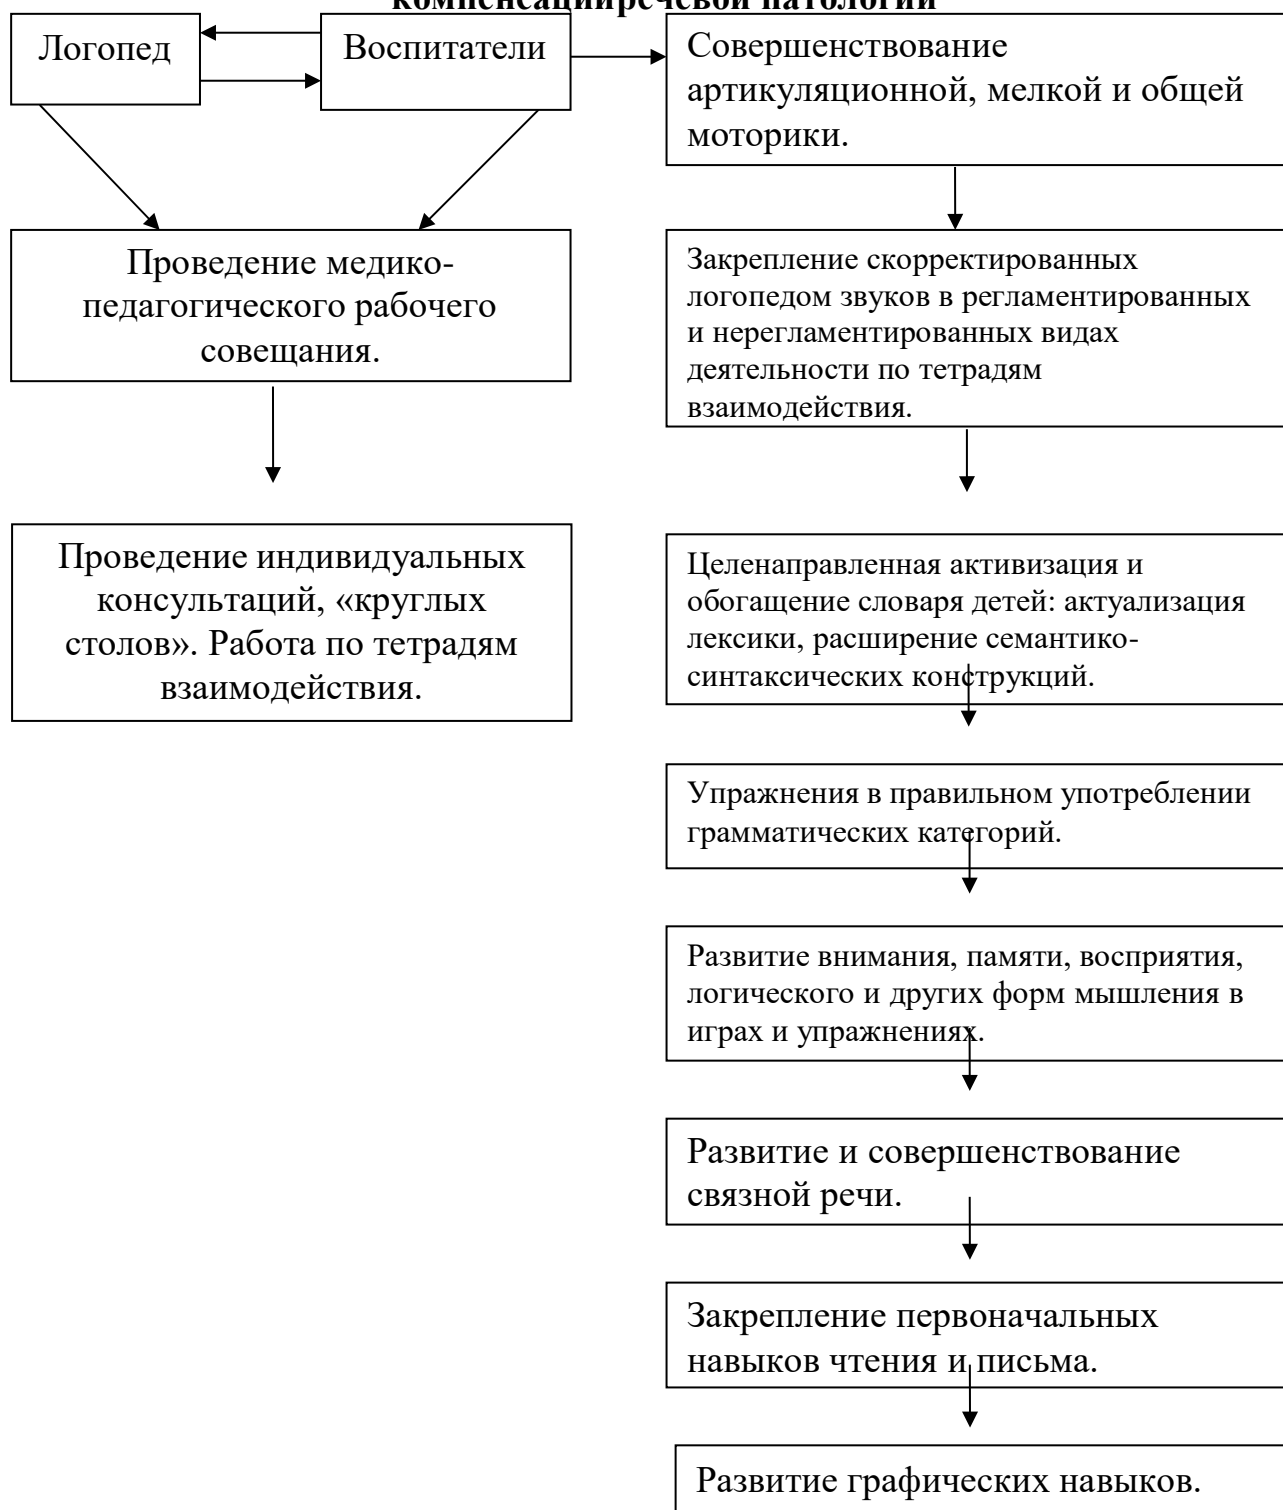 компенсацииречевой патологии
Логопед
Воспитатели
Совершенствование
артикуляционной, мелкой и общей
моторики.
Проведение медико-
педагогического рабочего
совещания.
Закрепление скорректированных
логопедом звуков в регламентированных
и нерегламентированных видах
деятельности по тетрадям
взаимодействия.
Проведение индивидуальных
консультаций, «круглых
столов». Работа по тетрадям
взаимодействия.
Целенаправленная активизация и
обогащение словаря детей: актуализация
лексики, расширение семантико-
синтаксических конструкций.
Упражнения в правильном употреблении
грамматических категорий.
Развитие внимания, памяти, восприятия,
логического и других форм мышления в
играх и упражнениях.
Развитие и совершенствование
связной речи.
Закрепление первоначальных
навыков чтения и письма.
Развитие графических навыков.